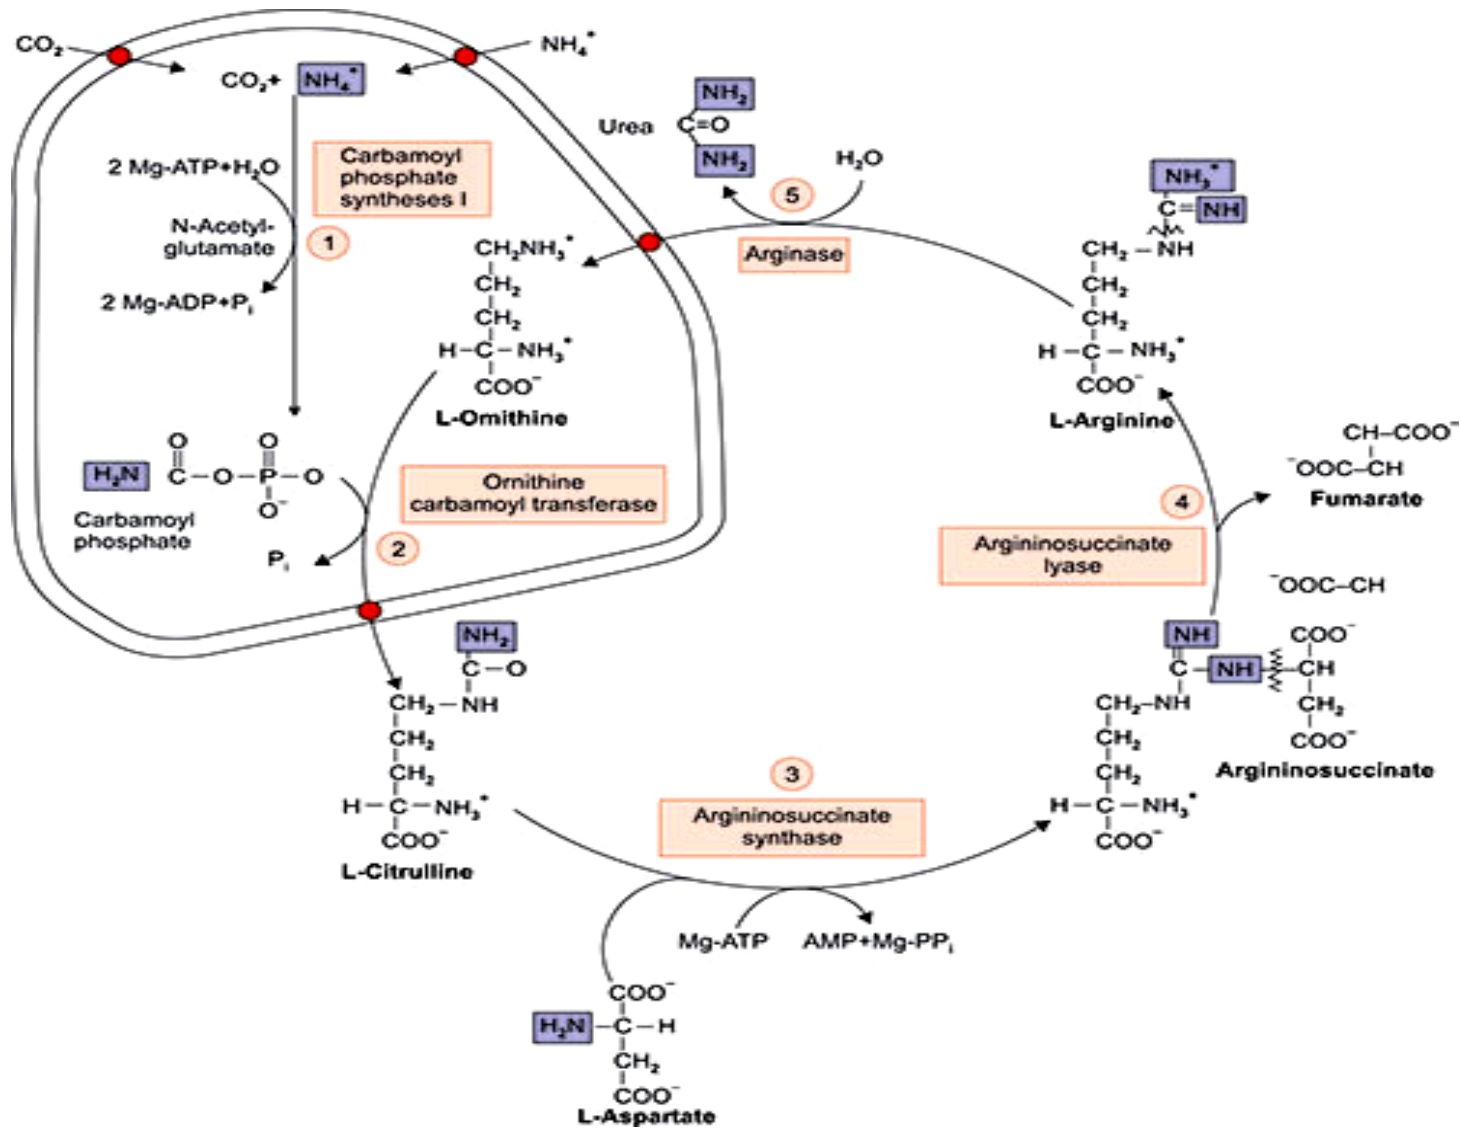 CO₂
NH₄⁺
CO₂+ NH₄⁺
2 Mg-ATP+H₂O
Carbamoyl
phosphate
syntheses I
N-Acetyl-
glutamate
1
2 Mg-ADP+Pᵢ
CH₂NH₃⁺
CH₂
CH₂
H–C–NH₃⁺
COO⁻
L-Omithine
O O
H₂N C–O–P–O
O⁻
Carbamoyl
phosphate
Pᵢ
Ornithine
carbamoyl transferase
2
NH₂
C–O
CH₂–NH
CH₂
CH₂
H–C–NH₃⁺
COO⁻
L-Citrulline
3
Argininosuccinate
synthase
Mg-ATP
AMP+Mg-PPᵢ
COO⁻
H₂N–C–H
CH₂
COO⁻
L-Aspartate
NH
C–NH–CH
COO⁻
CH₂–NH
CH₂
CH₂
CH₂
COO⁻
H–C–NH₃⁺
COO⁻
Argininosuccinate
⁻OOC–CH
4
Argininosuccinate
lyase
CH–COO⁻
⁻OOC–CH
Fumarate
NH₃⁺
C=NH
CH₂–NH
CH₂
CH₂
H–C–NH₃⁺
COO⁻
L-Arginine
5
Arginase
H₂O
Urea
NH₂
C=O
NH₂